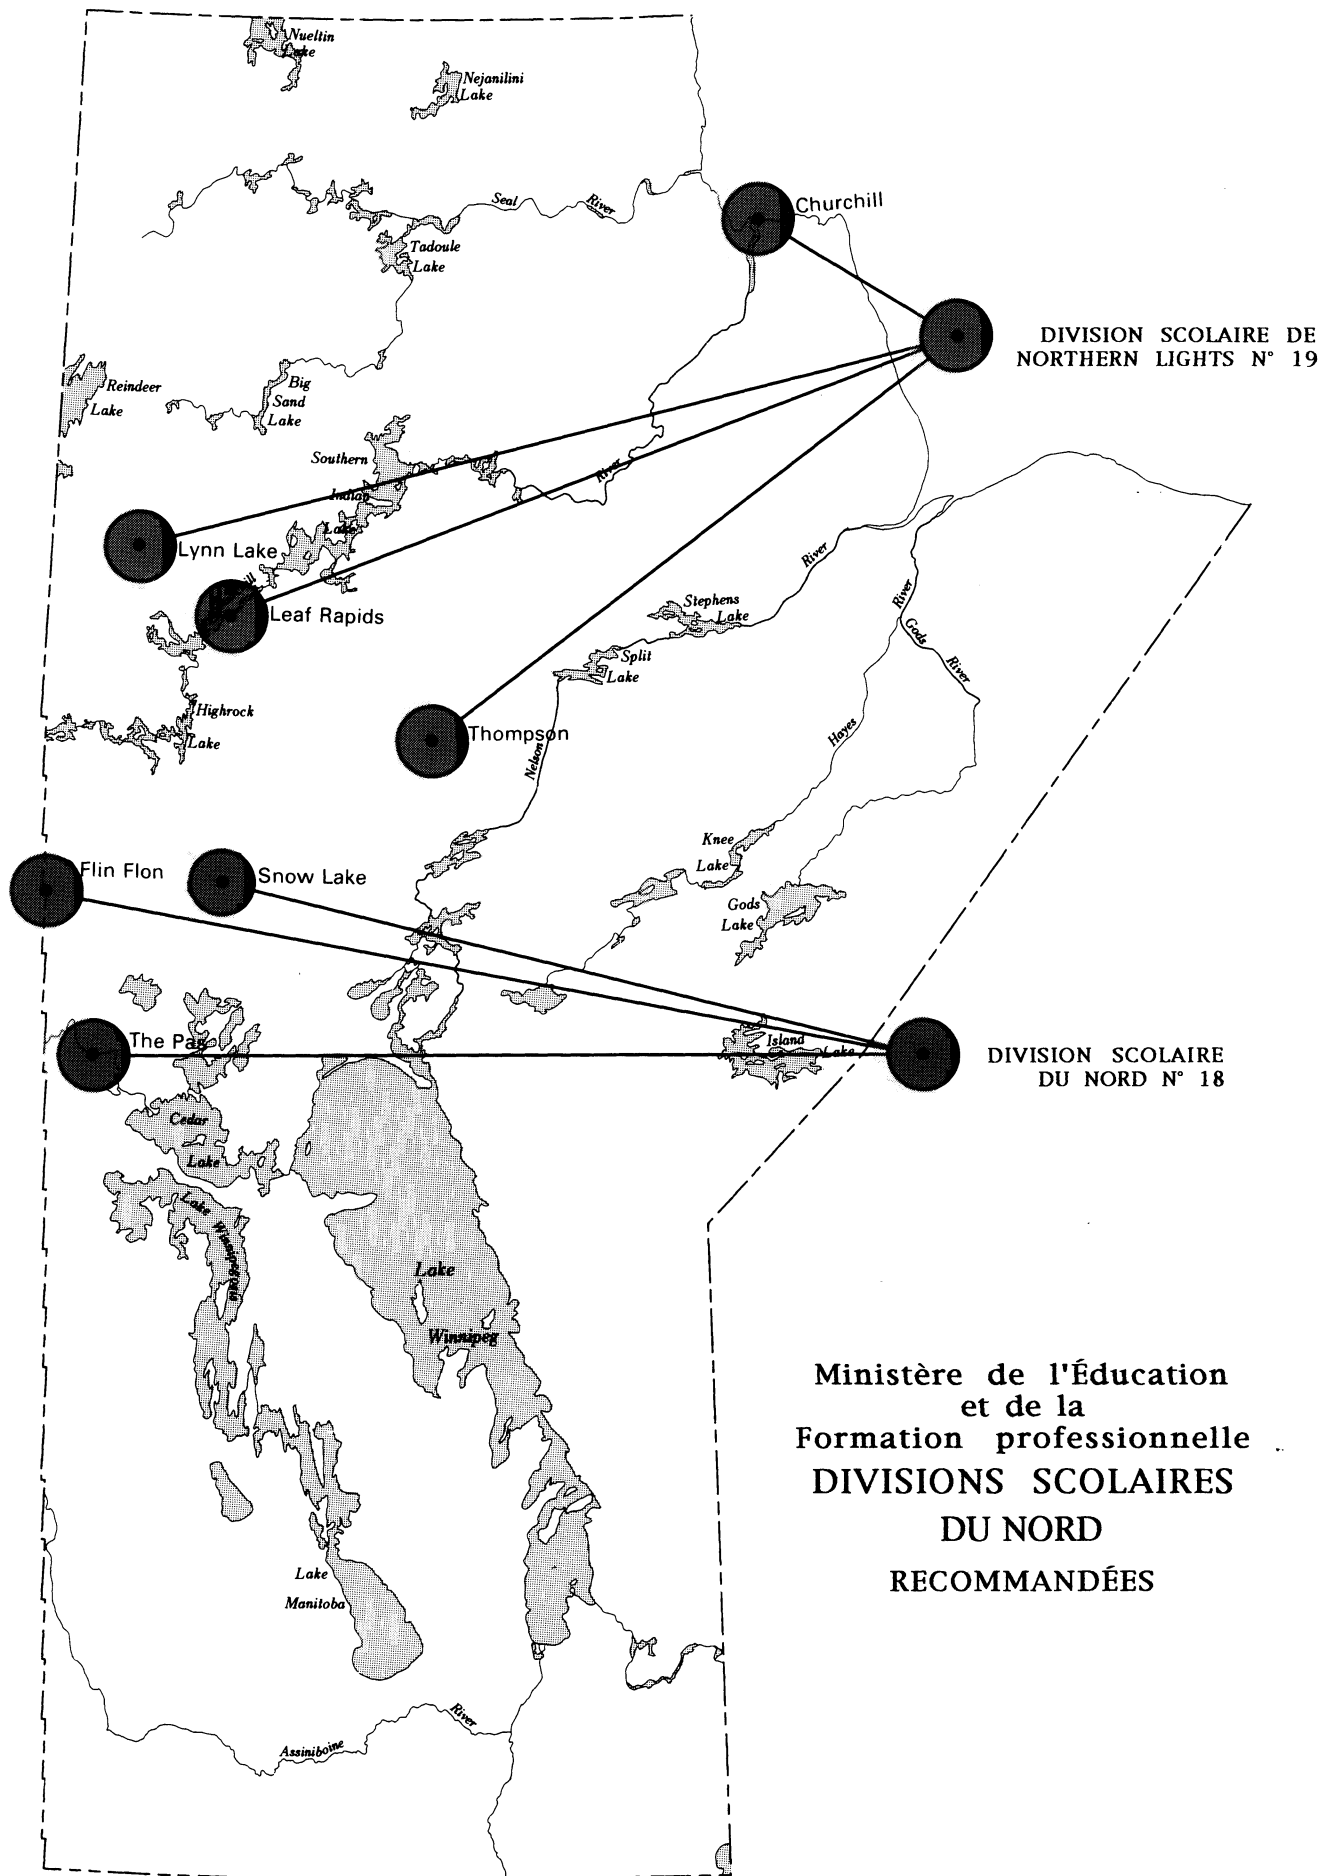 Nueltin
Lake
Nejanilini
Lake
Seal River
Churchill
Tadoule
Lake
DIVISION SCOLAIRE DE
NORTHERN LIGHTS N° 19
Reindeer
Lake
Big
Sand
Lake
Southern
Indian
Lake
River
Lynn Lake
Leaf Rapids
River
Stephens
Lake
Split
Lake
River
Gods
River
Highrock
Lake
Thompson
Nelson
Hayes
Knee
Lake
Flin Flon
Snow Lake
Gods
Lake
The Pas
Island
Lake
DIVISION SCOLAIRE
DU NORD N° 18
Cedar
Lake
Lake Winnipegosis
Lake
Winnipeg
Ministère de l'Éducation
et de la
Formation professionnelle
DIVISIONS SCOLAIRES
DU NORD
RECOMMANDÉES
Lake
Manitoba
River
Assiniboine